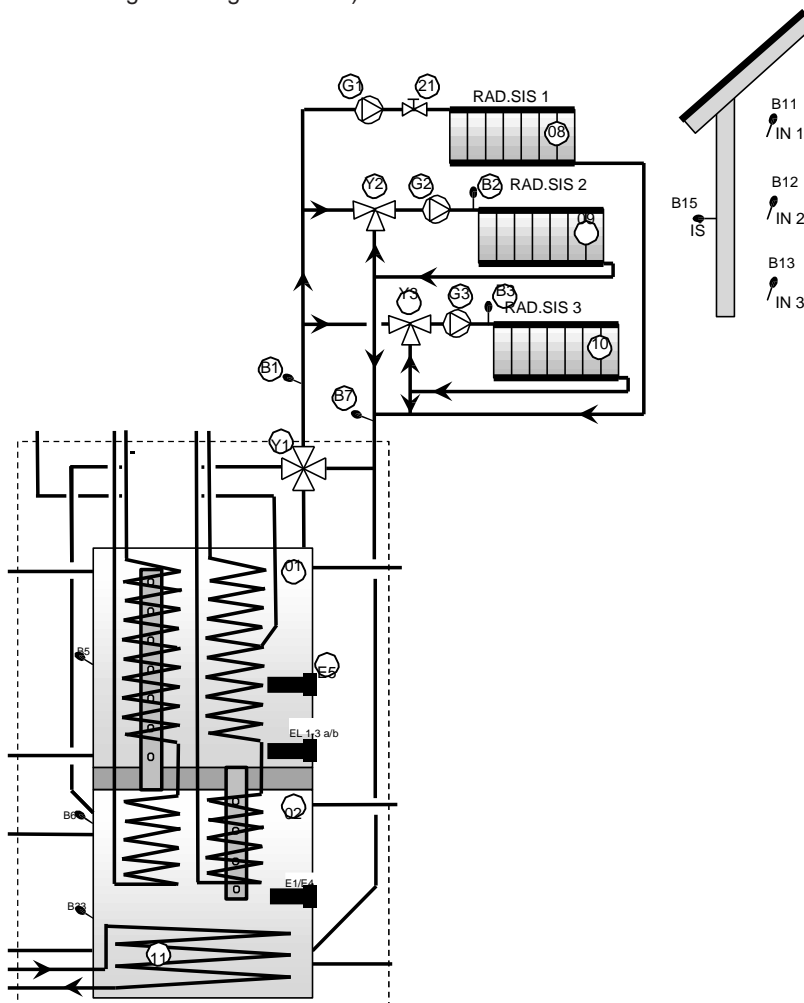 G1
21
RAD.SIS 1
B11
08
IN 1
Y2
G2
B2
RAD.SIS 2
B12
B15
09
IN 2
IS
Y3
G3
B3
B13
RAD.SIS 3
IN 3
10
B1
B7
Y1
01
B5
E5
EL 1-3 a/b
02
B6
E1/E4
B33
11